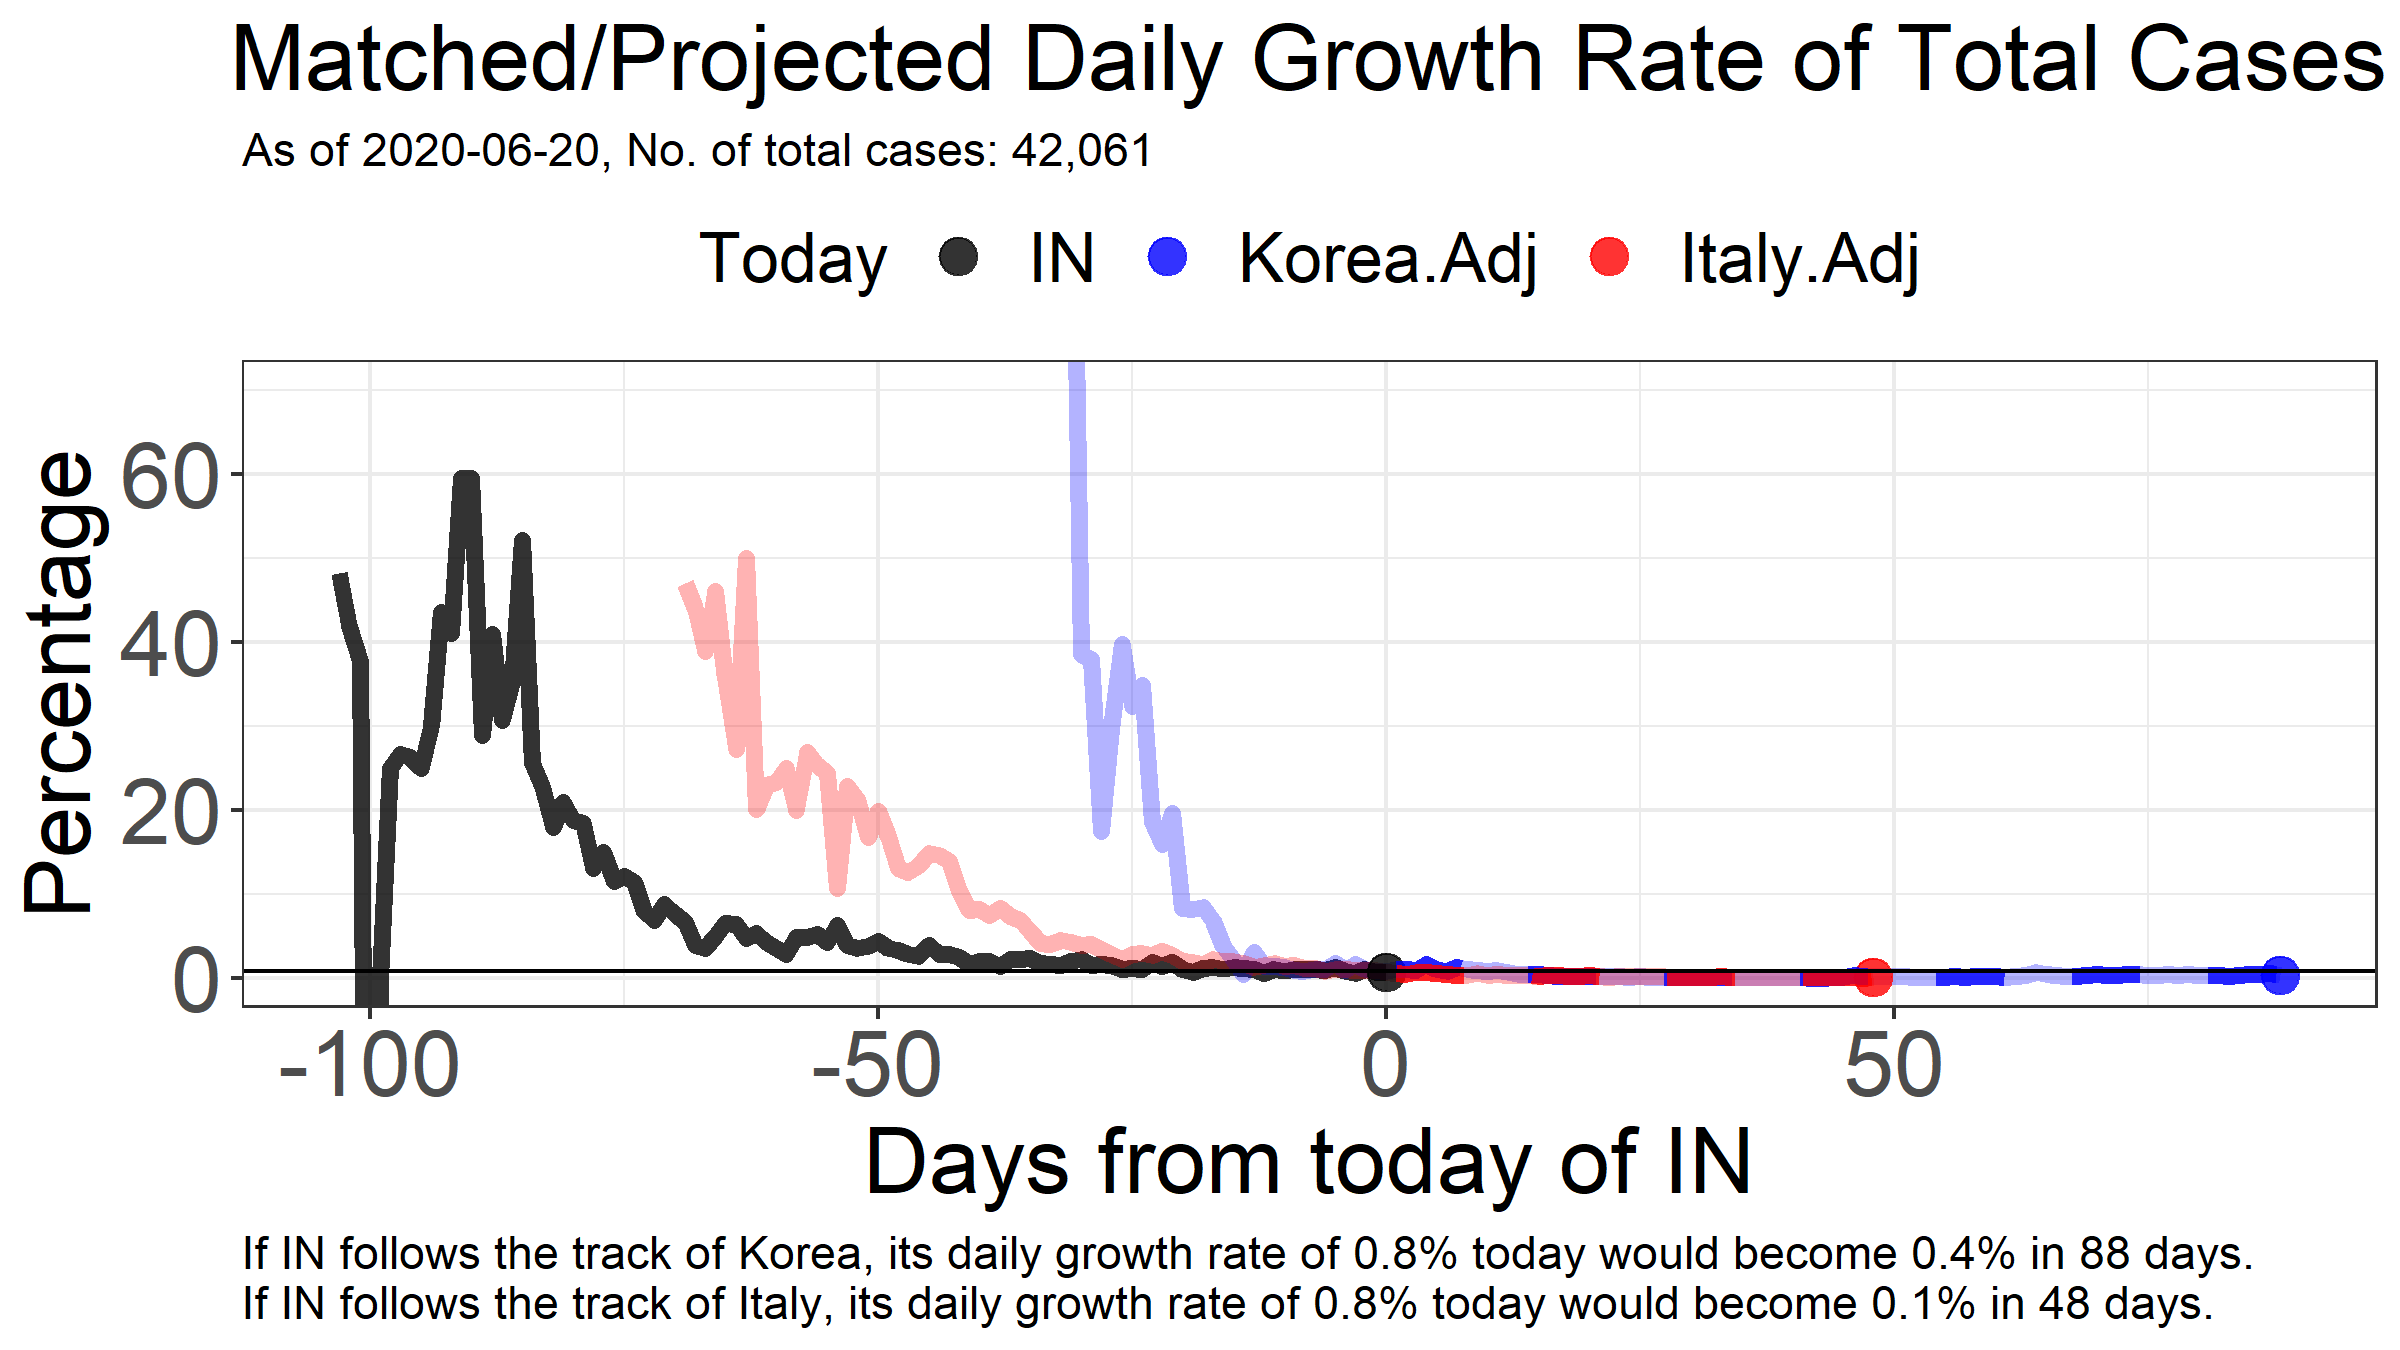 Matched/Projected Daily Growth Rate of Total Cases
As of 2020-06-20, No. of total cases: 42,061
Today IN Korea.Adj Italy.Adj
Percentage
60
40
20
0
-100 -50 0 50
Days from today of IN
If IN follows the track of Korea, its daily growth rate of 0.8% today would become 0.4% in 88 days.
If IN follows the track of Italy, its daily growth rate of 0.8% today would become 0.1% in 48 days.